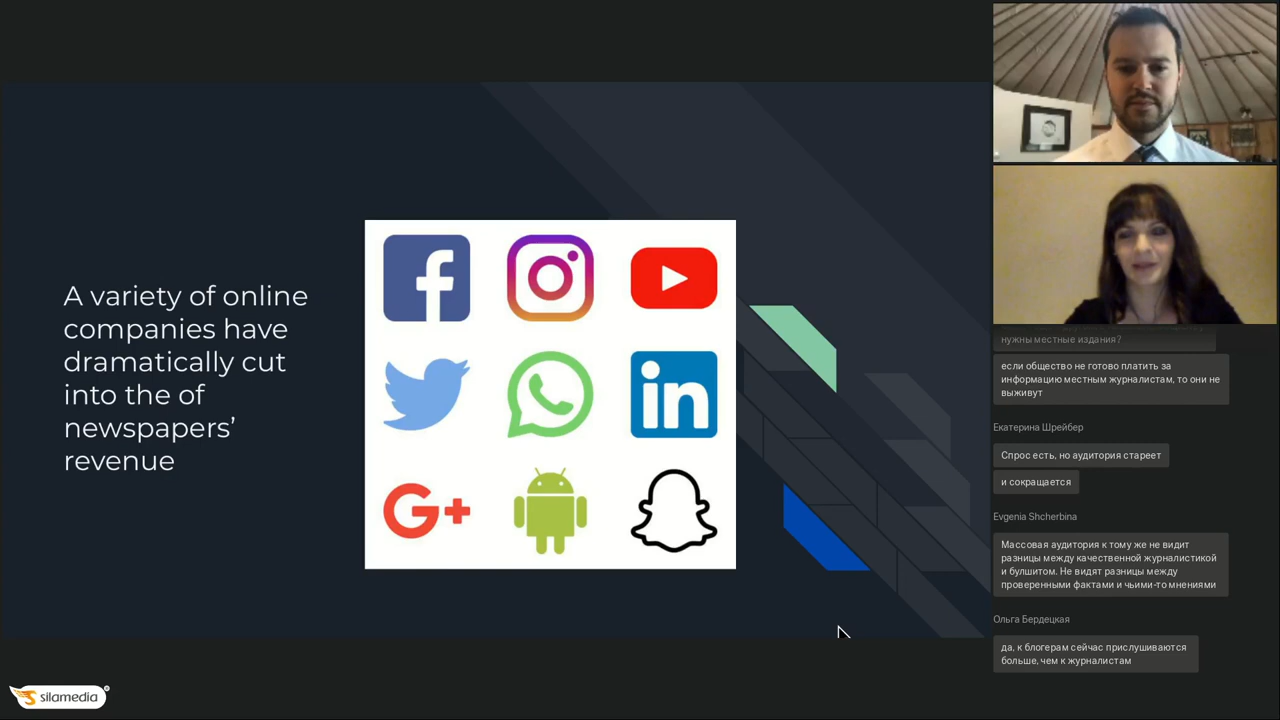 A variety of online
companies have
dramatically cut
into the of
newspapers’
revenue
f
in
G+
нужны местные издания?
если общество не готово платить за
информацию местным журналистам, то они не
выживут
Екатерина Шрейбер
Спрос есть, но аудитория стареет
и сокращается
Evgenia Shcherbina
Массовая аудитория к тому же не видит
разницы между качественной журналистикой
и булшитом. Не видят разницы между
проверенными фактами и чьими-то мнениями
Ольга Бердецкая
да, к блогерам сейчас прислушиваются
больше, чем к журналистам
silamedia